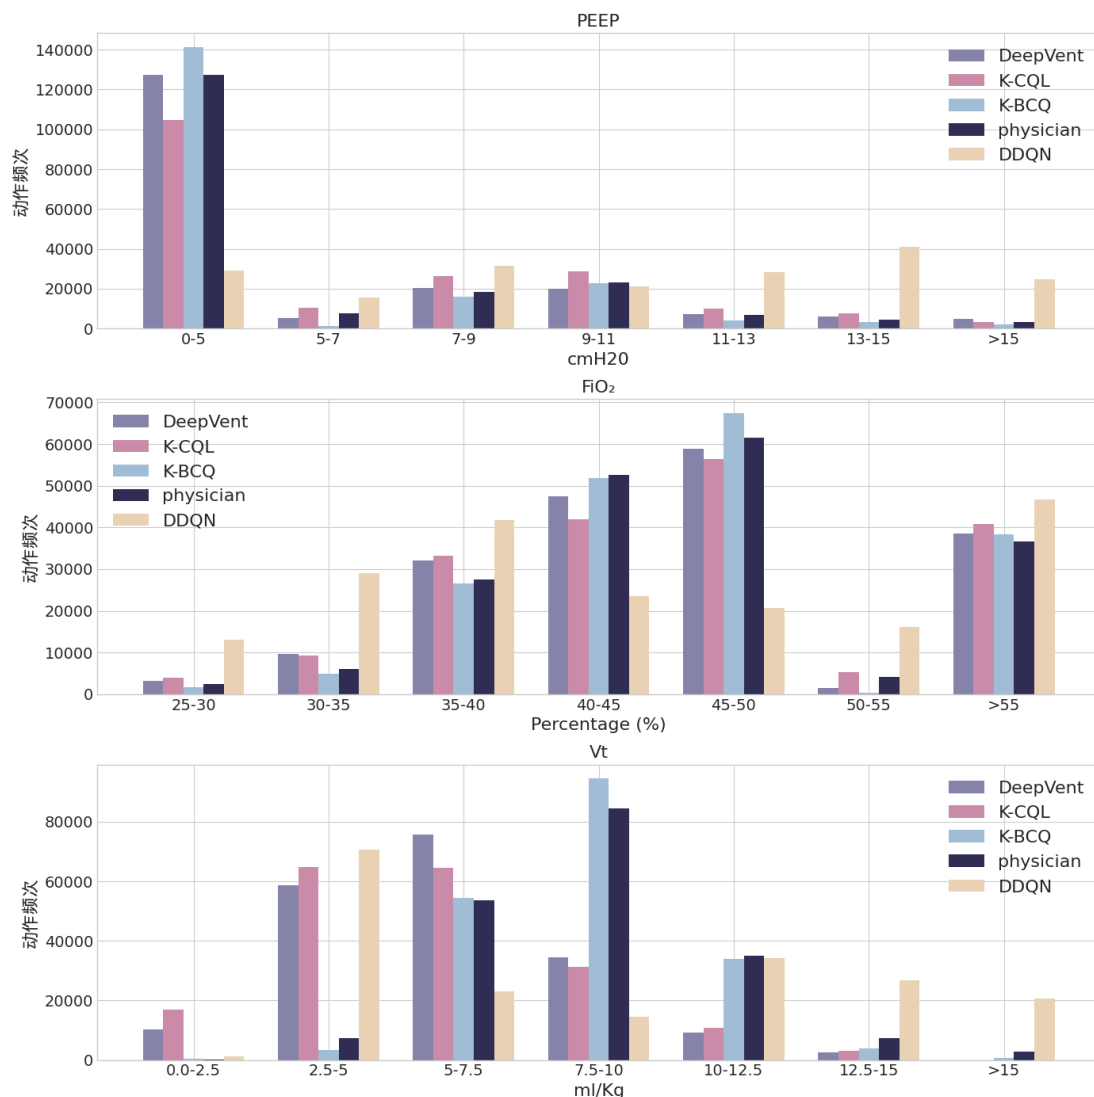 PEEP
140000
120000
100000
80000
60000
40000
20000
0
动作频次
DeepVent
K-CQL
K-BCQ
physician
DDQN
0-5 5-7 7-9 9-11 11-13 13-15 >15
cmH20
FiO₂
70000
60000
50000
40000
30000
20000
10000
0
动作频次
DeepVent
K-CQL
K-BCQ
physician
DDQN
25-30 30-35 35-40 40-45 45-50 50-55 >55
Percentage (%)
Vt
80000
60000
40000
20000
0
动作频次
DeepVent
K-CQL
K-BCQ
physician
DDQN
0.0-2.5 2.5-5 5-7.5 7.5-10 10-12.5 12.5-15 >15
ml/Kg